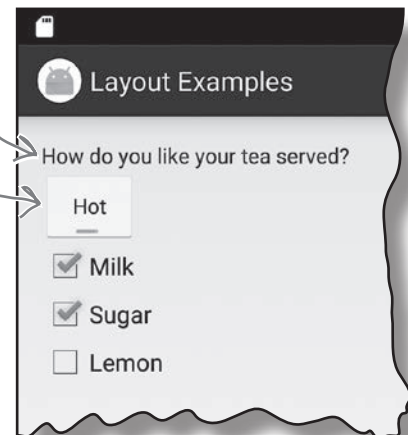 Layout Examples
How do you like your tea served?
Hot
Milk
Sugar
Lemon